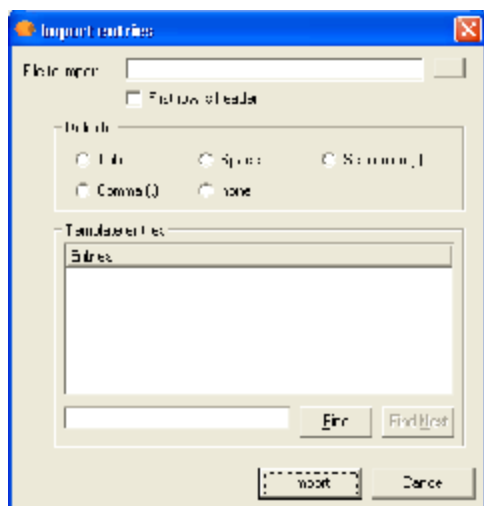 Import entries
File to import
First row is header
Tab Space Semicolon (;)
Comma (,) none
Template entries
Entries
Find Find Next
Import Cancel